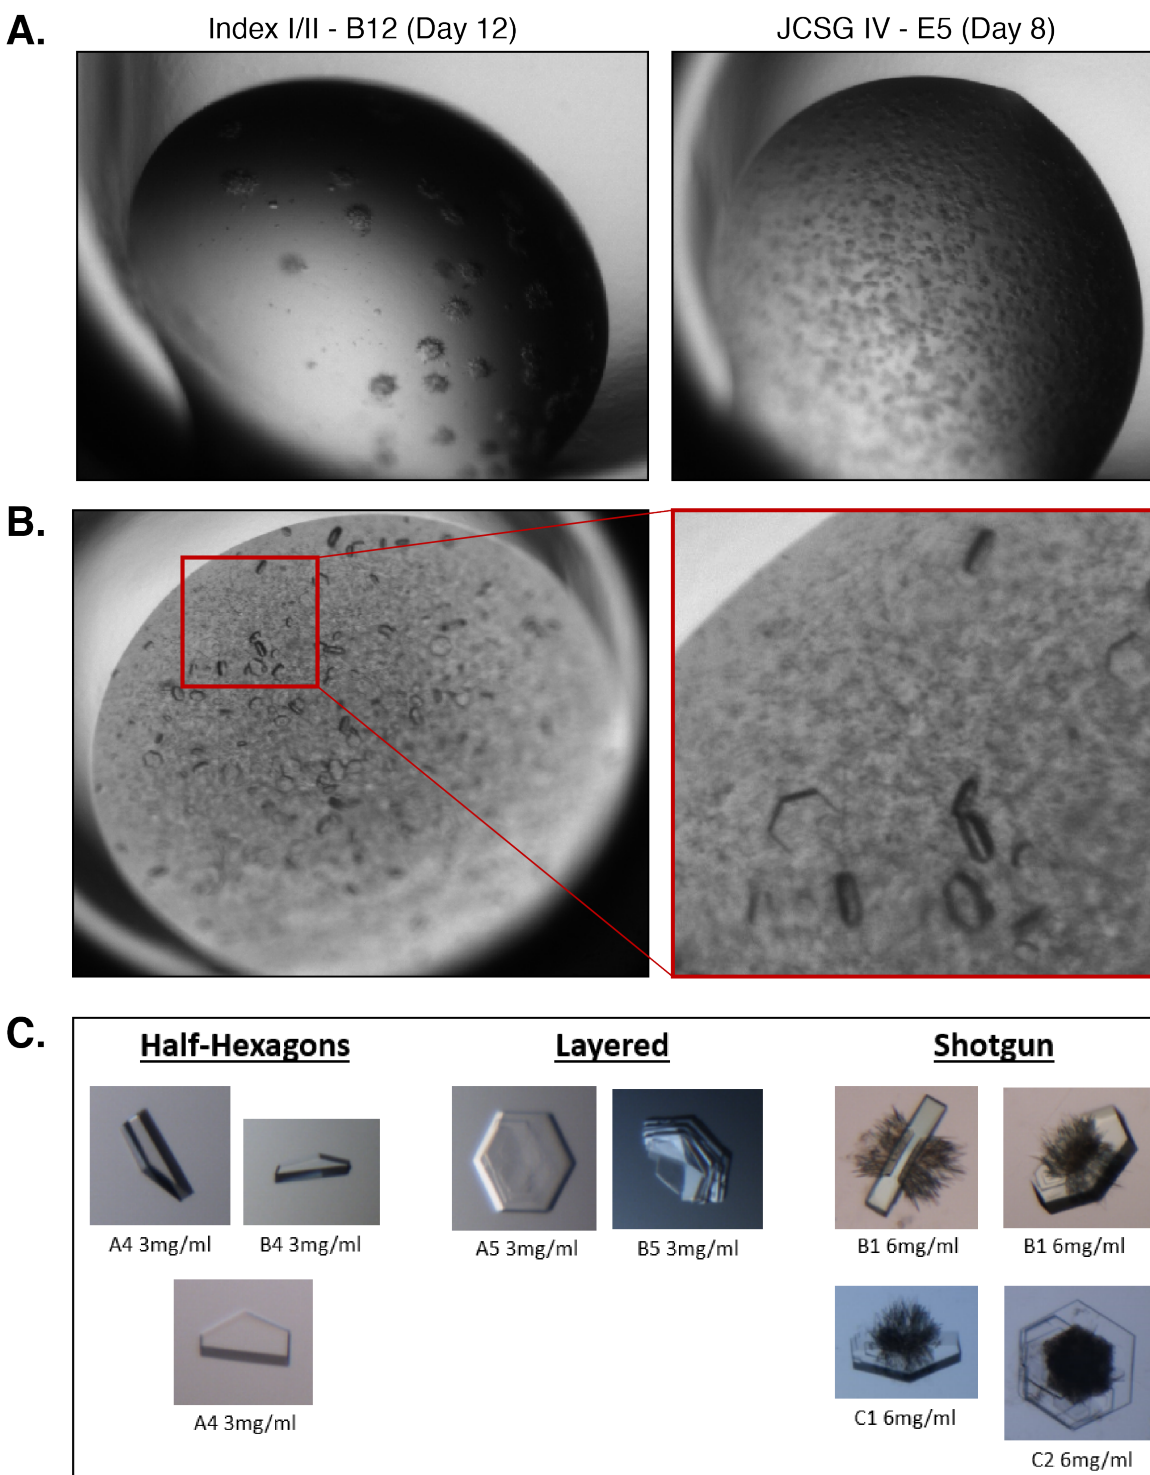 A.
Index I/II - B12 (Day 12)
JCSG IV - E5 (Day 8)
B.
C.
Half-Hexagons
Layered
Shotgun
A4 3mg/ml
B4 3mg/ml
A5 3mg/ml
B5 3mg/ml
B1 6mg/ml
B1 6mg/ml
A4 3mg/ml
C1 6mg/ml
C2 6mg/ml